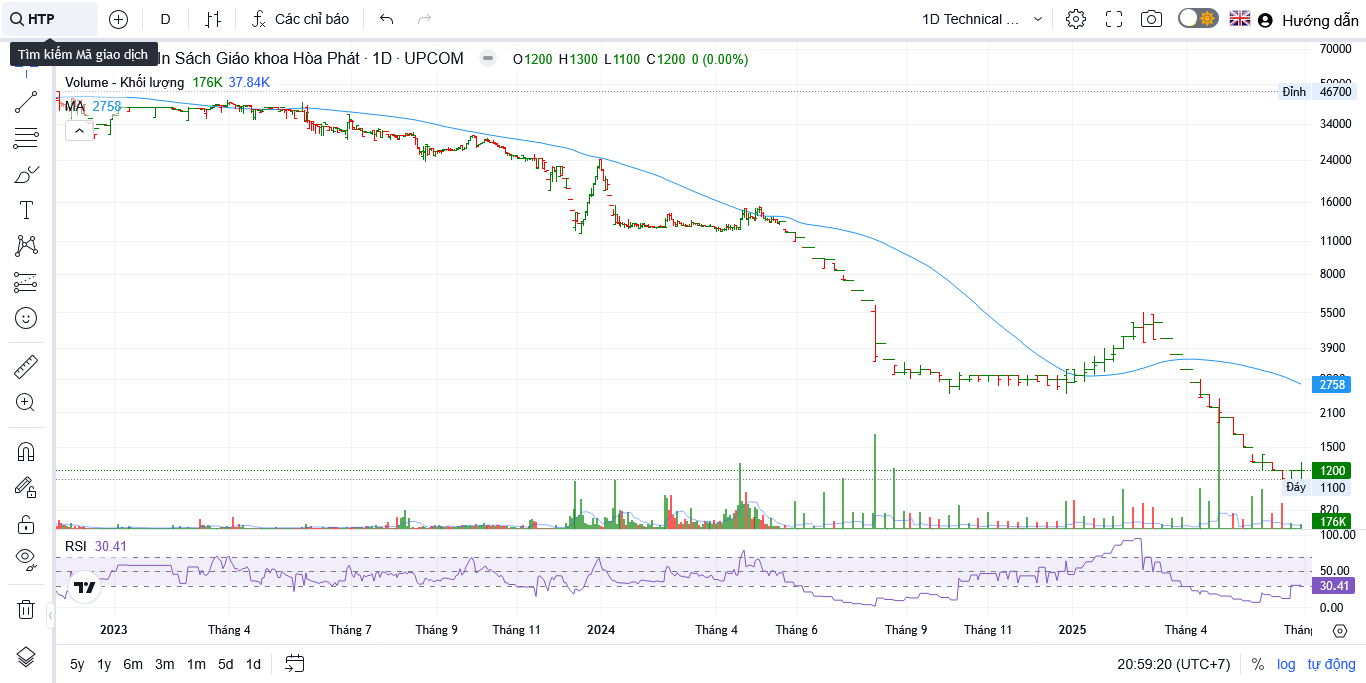 HTP
D
Các chỉ báo
1D Technical ...
Hướng dẫn
Tìm kiếm Mã giao dịch
In Sách Giáo khoa Hòa Phát · 1D · UPCOM
O1200 H1300 L1100 C1200 0 (0.00%)
Volume - Khối lượng 176K 37.84K
MA 2758
70000
50000
Đỉnh 46700
34000
24000
16000
11000
8000
5500
3900
2758
2100
1500
1200
Đáy 1100
820
176K
RSI 30.41
100.00
50.00
30.41
0.00
2023 Tháng 4 Tháng 7 Tháng 9 Tháng 11 2024 Tháng 4 Tháng 6 Tháng 9 Tháng 11 2025 Tháng 4 Thán
5y 1y 6m 3m 1m 5d 1d
20:59:20 (UTC+7) % log tự động